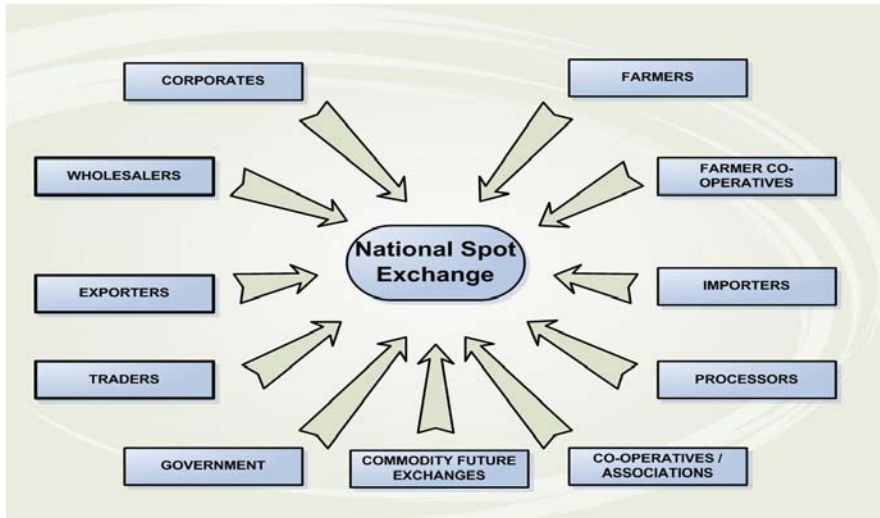 CORPORATES
FARMERS
WHOLESALERS
FARMER CO-
OPERATIVES
National Spot
Exchange
EXPORTERS
IMPORTERS
TRADERS
PROCESSORS
GOVERNMENT
COMMODITY FUTURE
EXCHANGES
CO-OPERATIVES /
ASSOCIATIONS